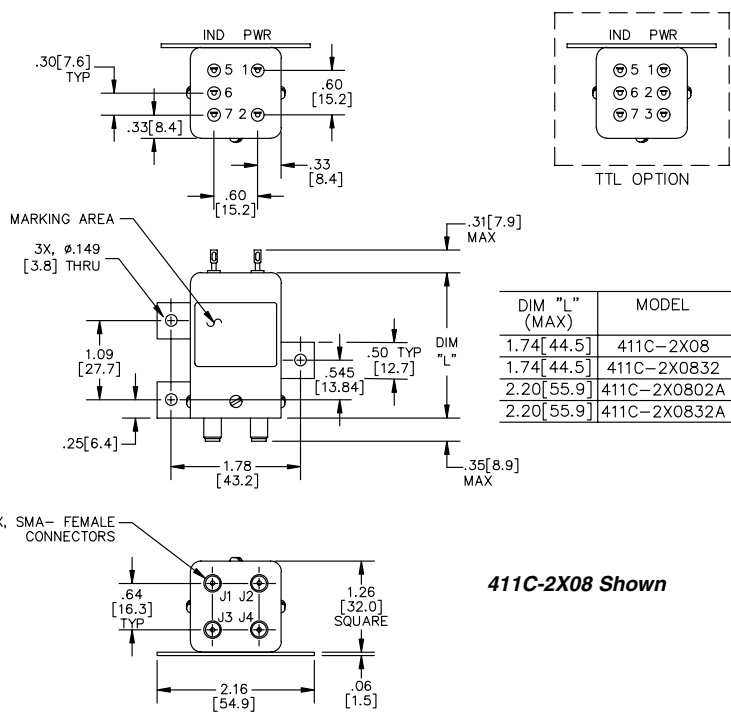 IND PWR
5 1
6
7 2
.30[7.6]
TYP
.33[8.4]
.60
[15.2]
.33
[8.4]
.60
[15.2]
IND PWR
5 1
6 2
7 3
TTL OPTION
MARKING AREA
3X, ø.149
[3.8] THRU
1.09
[27.7]
.25[6.4]
1.78
[43.2]
.545
[13.84]
.50 TYP
[12.7]
.31[7.9]
MAX
DIM
"L"
.35[8.9]
MAX
DIM "L" MODEL
(MAX)
1.74[44.5] 411C-2X08
1.74[44.5] 411C-2X0832
2.20[55.9] 411C-2X0802A
2.20[55.9] 411C-2X0832A
X, SMA- FEMALE
CONNECTORS
.64
[16.3]
TYP
J1 J2
J3 J4
1.26
[32.0]
SQUARE
2.16
[54.9]
.06
[1.5]
411C-2X08 Shown